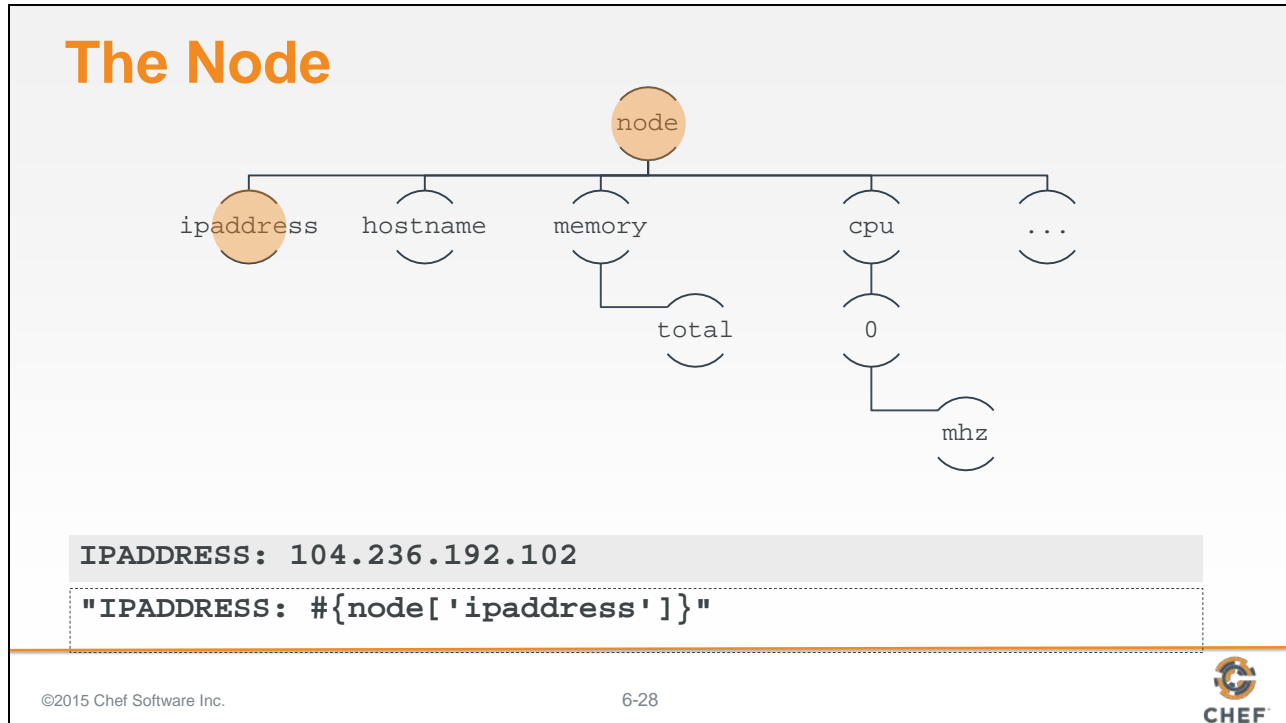 The Node
node
ipaddress hostname memory cpu ...
total 0
mhz
IPADDRESS: 104.236.192.102
"IPADDRESS: #{node['ipaddress']}"
©2015 Chef Software Inc. 6-28
CHEF